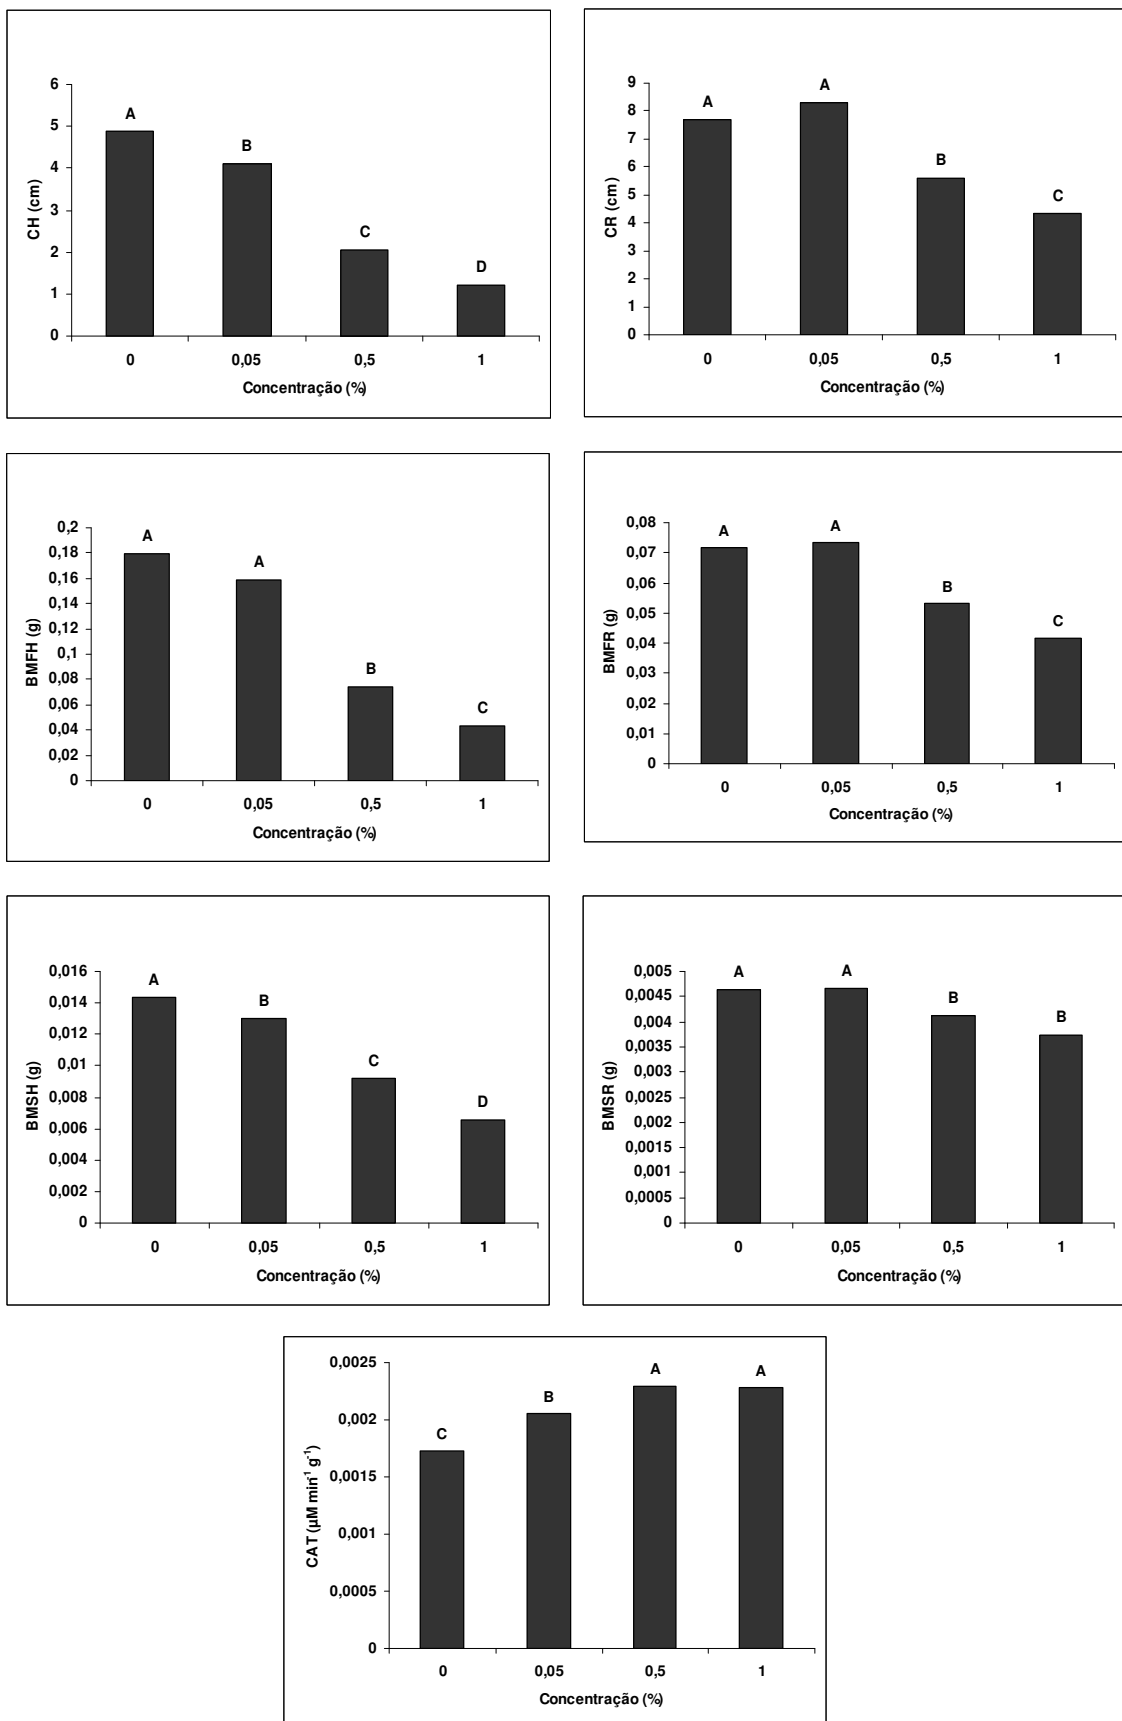 6
5
4
3
2
1
0
CH (cm)
A
B
C
D
0 0,05 0,5 1
Concentração (%)
9
8
7
6
5
4
3
2
1
0
CR (cm)
A
A
B
C
0 0,05 0,5 1
Concentração (%)
0,2
0,18
0,16
0,14
0,12
0,1
0,08
0,06
0,04
0,02
0
BMFH (g)
A
A
B
C
0 0,05 0,5 1
Concentração (%)
0,08
0,07
0,06
0,05
0,04
0,03
0,02
0,01
0
BMFR (g)
A
A
B
C
0 0,05 0,5 1
Concentração (%)
0,016
0,014
0,012
0,01
0,008
0,006
0,004
0,002
0
BMSH (g)
A
B
C
D
0 0,05 0,5 1
Concentração (%)
0,005
0,0045
0,004
0,0035
0,003
0,0025
0,002
0,0015
0,001
0,0005
0
BMSR (g)
A
A
B
B
0 0,05 0,5 1
Concentração (%)
0,0025
0,002
0,0015
0,001
0,0005
0
CAT (µM min⁻¹ g⁻¹)
C
B
A
A
0 0,05 0,5 1
Concentração (%)